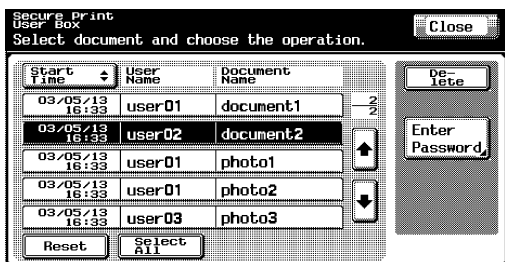 Secure Print
User Box
Close
Select document and choose the operation.
Start Time
User Name
Document Name
De-lete
03/05/13 16:33 user01 document1
2/2
03/05/13 16:33 user02 document2
Enter Password
03/05/13 16:33 user01 photo1
03/05/13 16:33 user01 photo2
03/05/13 16:33 user03 photo3
Reset
Select All